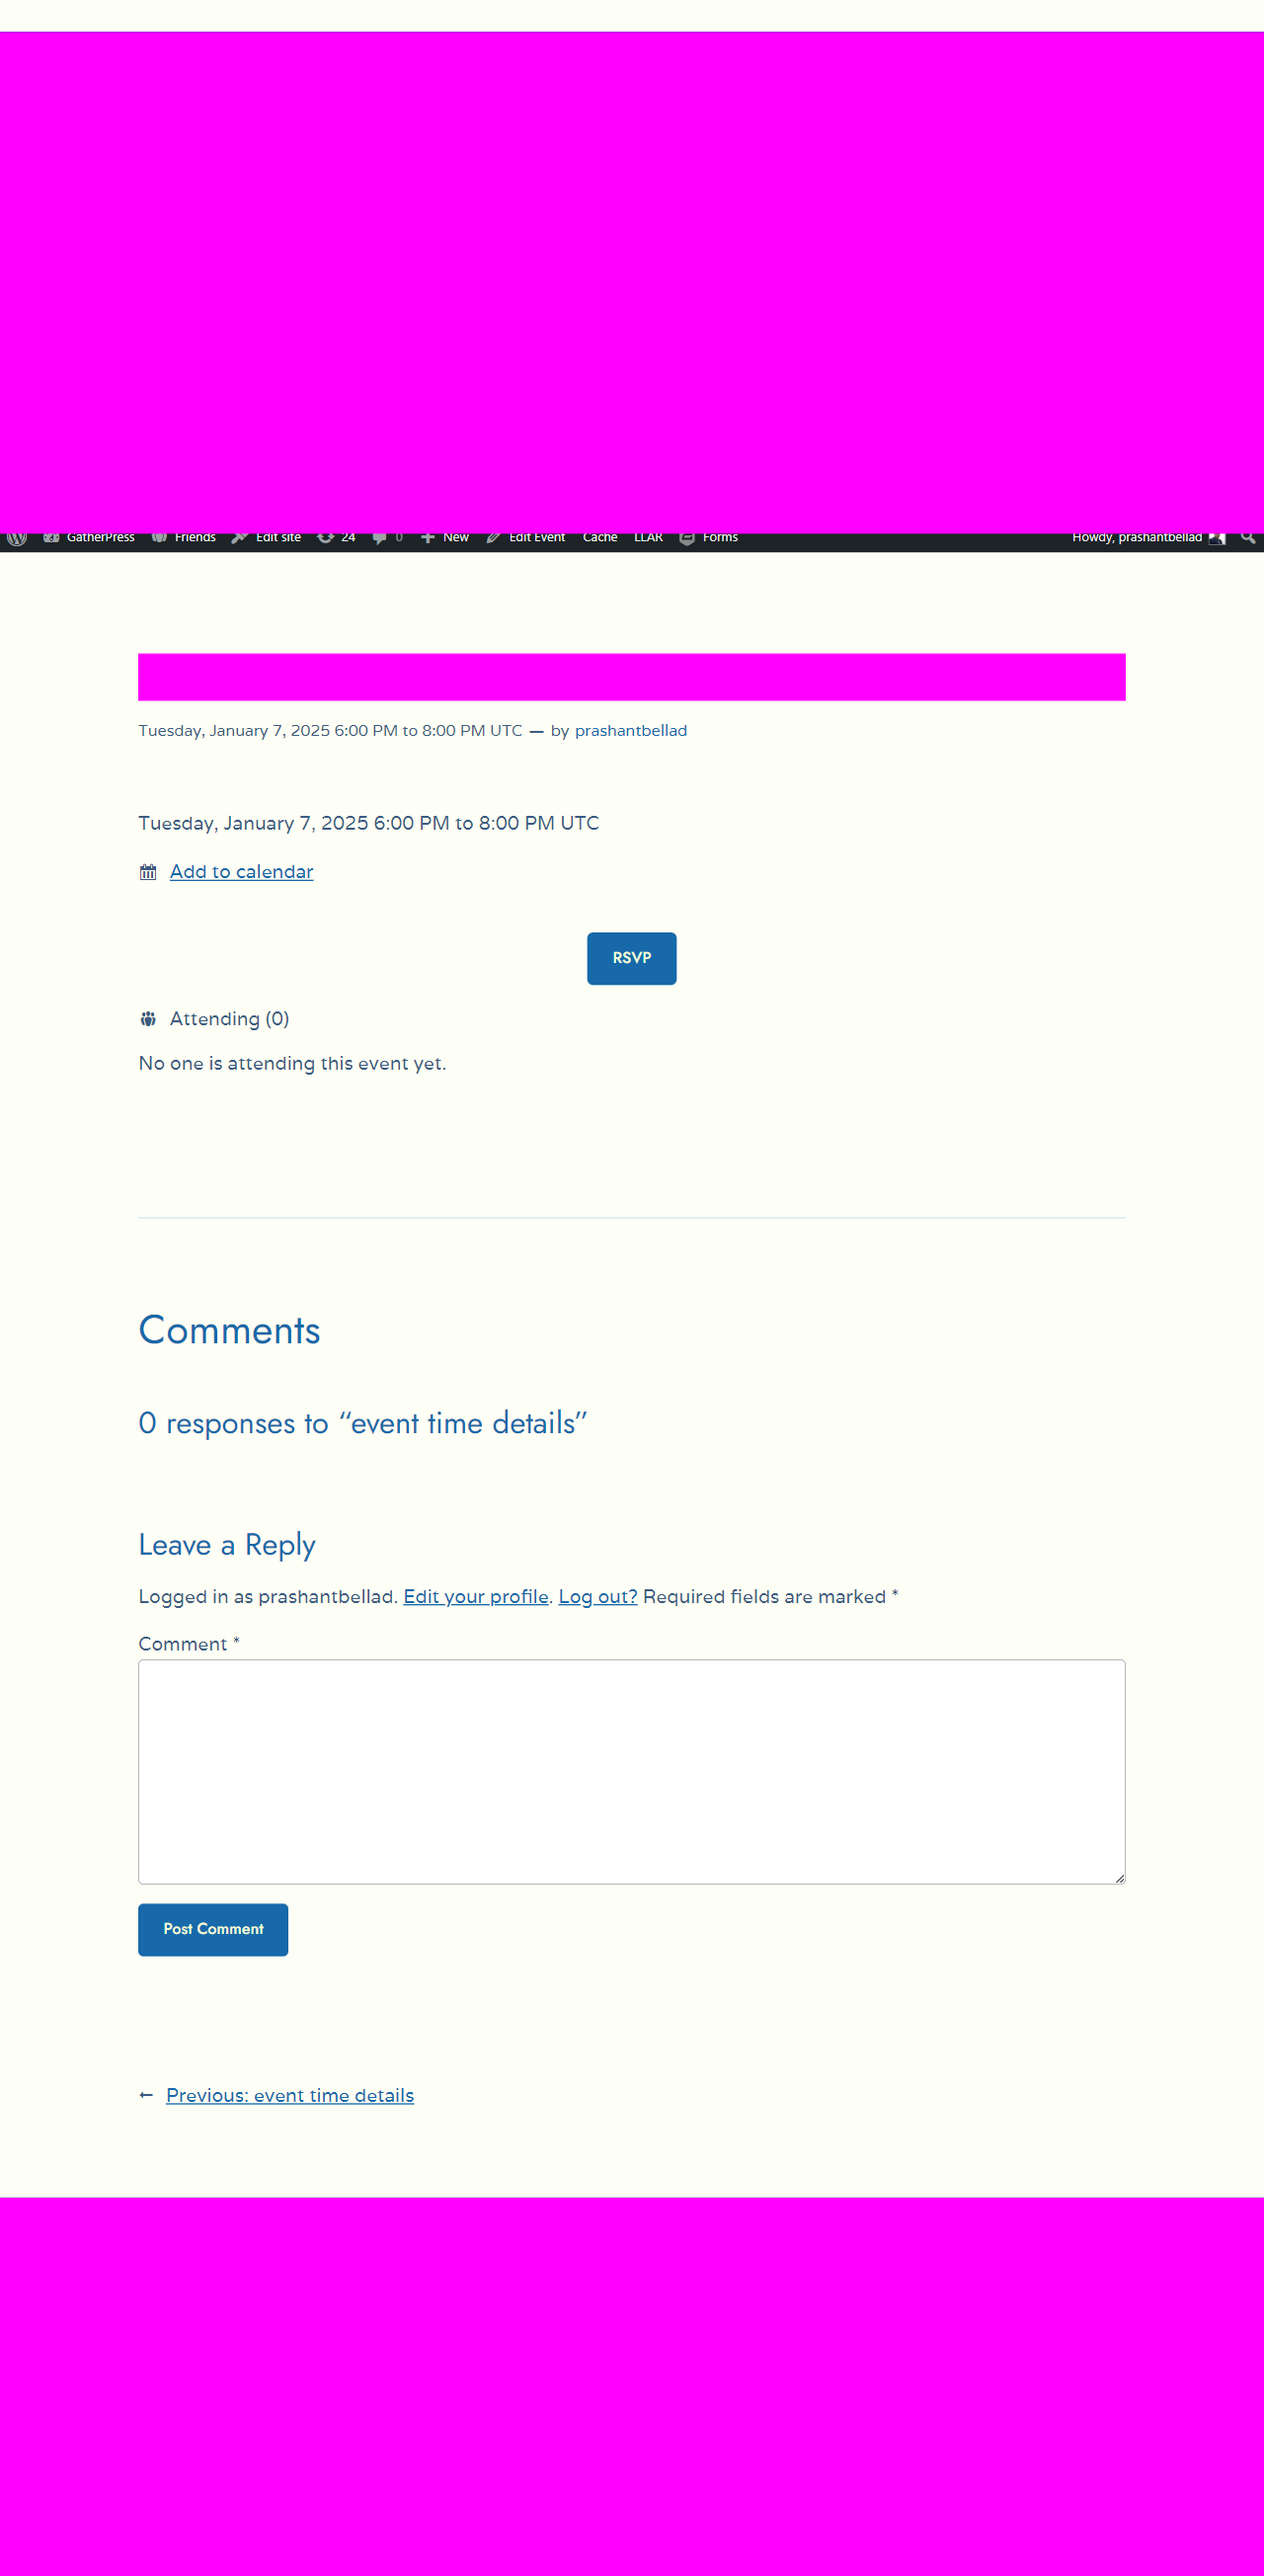 GatherPress Friends Edit site 24 0 New Edit Event Cache LLAR Forms Howdy, prashantbellad
Tuesday, January 7, 2025 6:00 PM to 8:00 PM UTC — by prashantbellad
Tuesday, January 7, 2025 6:00 PM to 8:00 PM UTC
Add to calendar
RSVP
Attending (0)
No one is attending this event yet.
Comments
0 responses to “event time details”
Leave a Reply
Logged in as prashantbellad. Edit your profile. Log out? Required fields are marked *
Comment *
Post Comment
← Previous: event time details